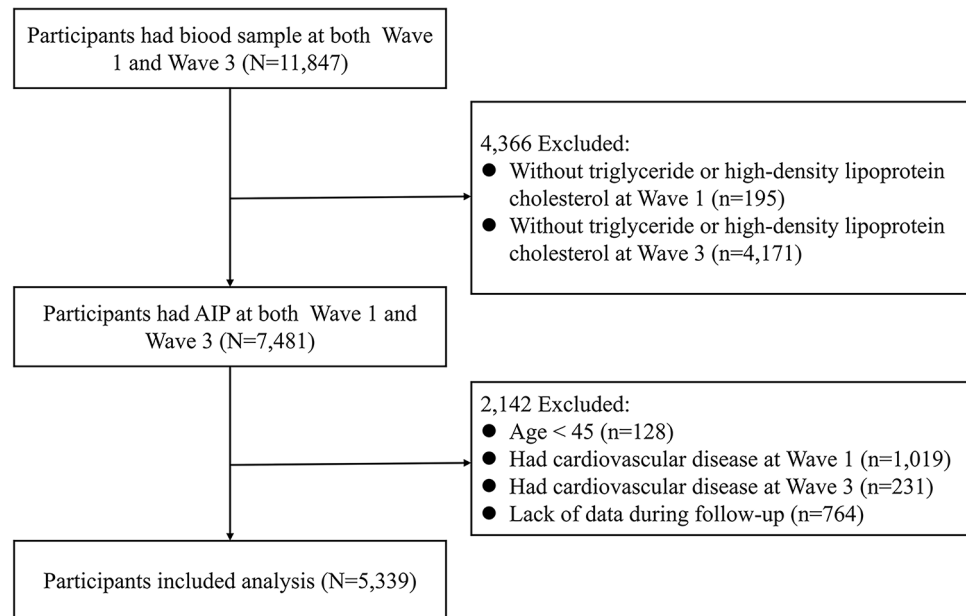 Participants had biood sample at both Wave
1 and Wave 3 (N=11,847)
4,366 Excluded:
● Without triglyceride or high-density lipoprotein
cholesterol at Wave 1 (n=195)
● Without triglyceride or high-density lipoprotein
cholesterol at Wave 3 (n=4,171)
Participants had AIP at both Wave 1 and
Wave 3 (N=7,481)
2,142 Excluded:
● Age < 45 (n=128)
● Had cardiovascular disease at Wave 1 (n=1,019)
● Had cardiovascular disease at Wave 3 (n=231)
● Lack of data during follow-up (n=764)
Participants included analysis (N=5,339)